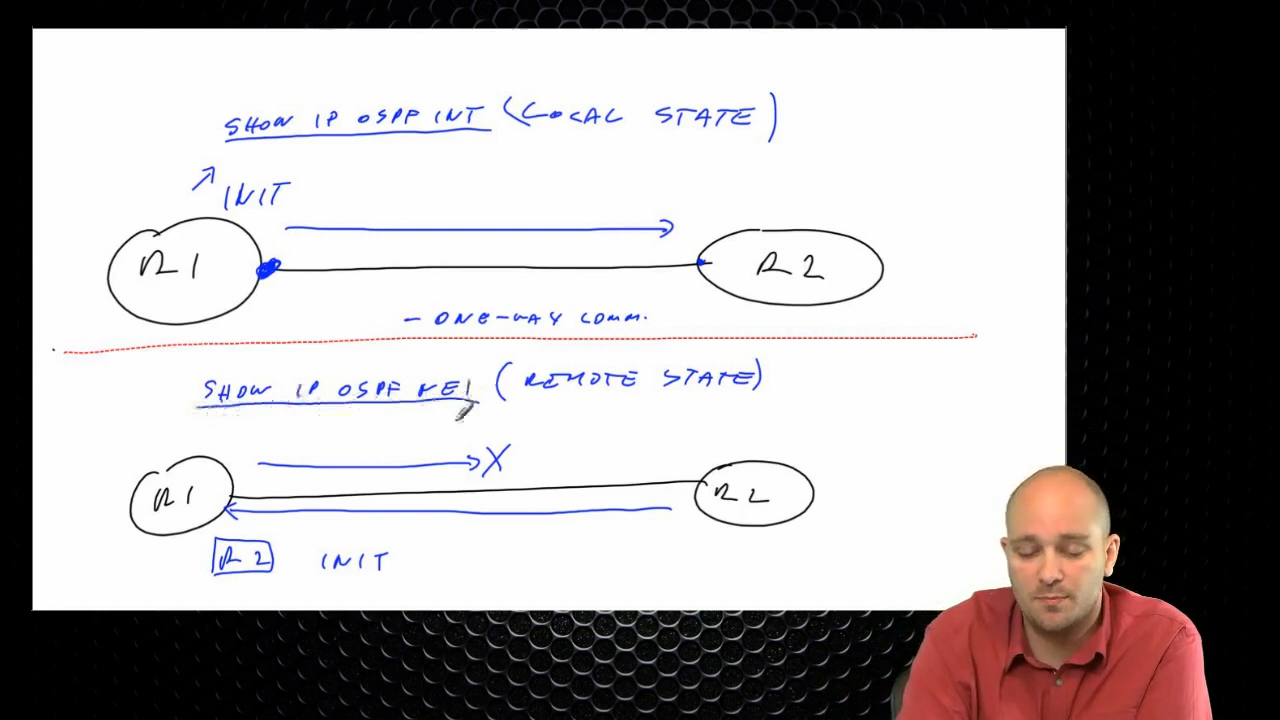 SHOW IP OSPF INT (LOCAL STATE)
INIT
R1
R2
- ONE-WAY COMM.
SHOW IP OSPF NEI (REMOTE STATE)
X
R1
R2
R2 INIT